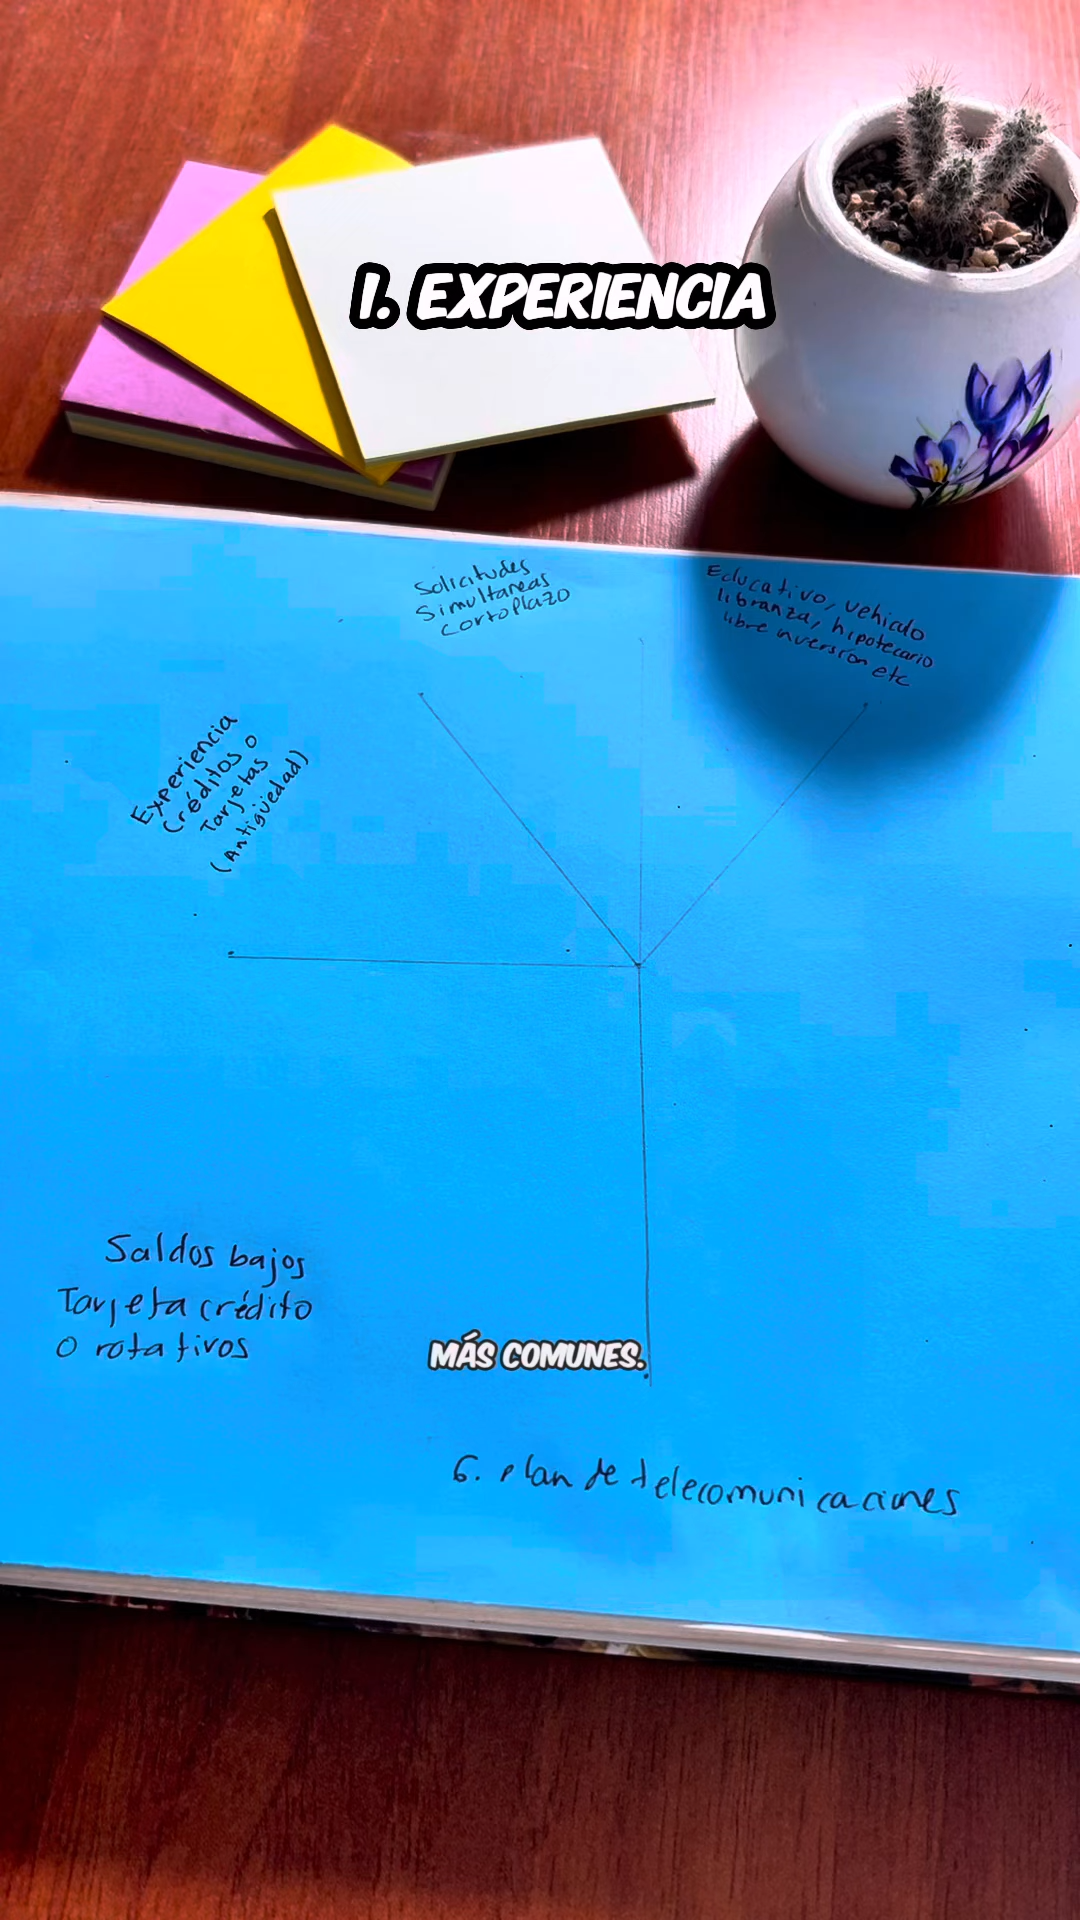 1. EXPERIENCIA
Solicitudes
Simultaneas
corto Plazo
Educativo, vehiculo
libranza, hipotecario
libre inversión etc
Experiencia
Créditos o
Tarjetas
(Antigüedad)
Saldos bajos
Tarjeta crédito
o rotativos
MÁS COMUNES.
6. plan de telecomunicaciones